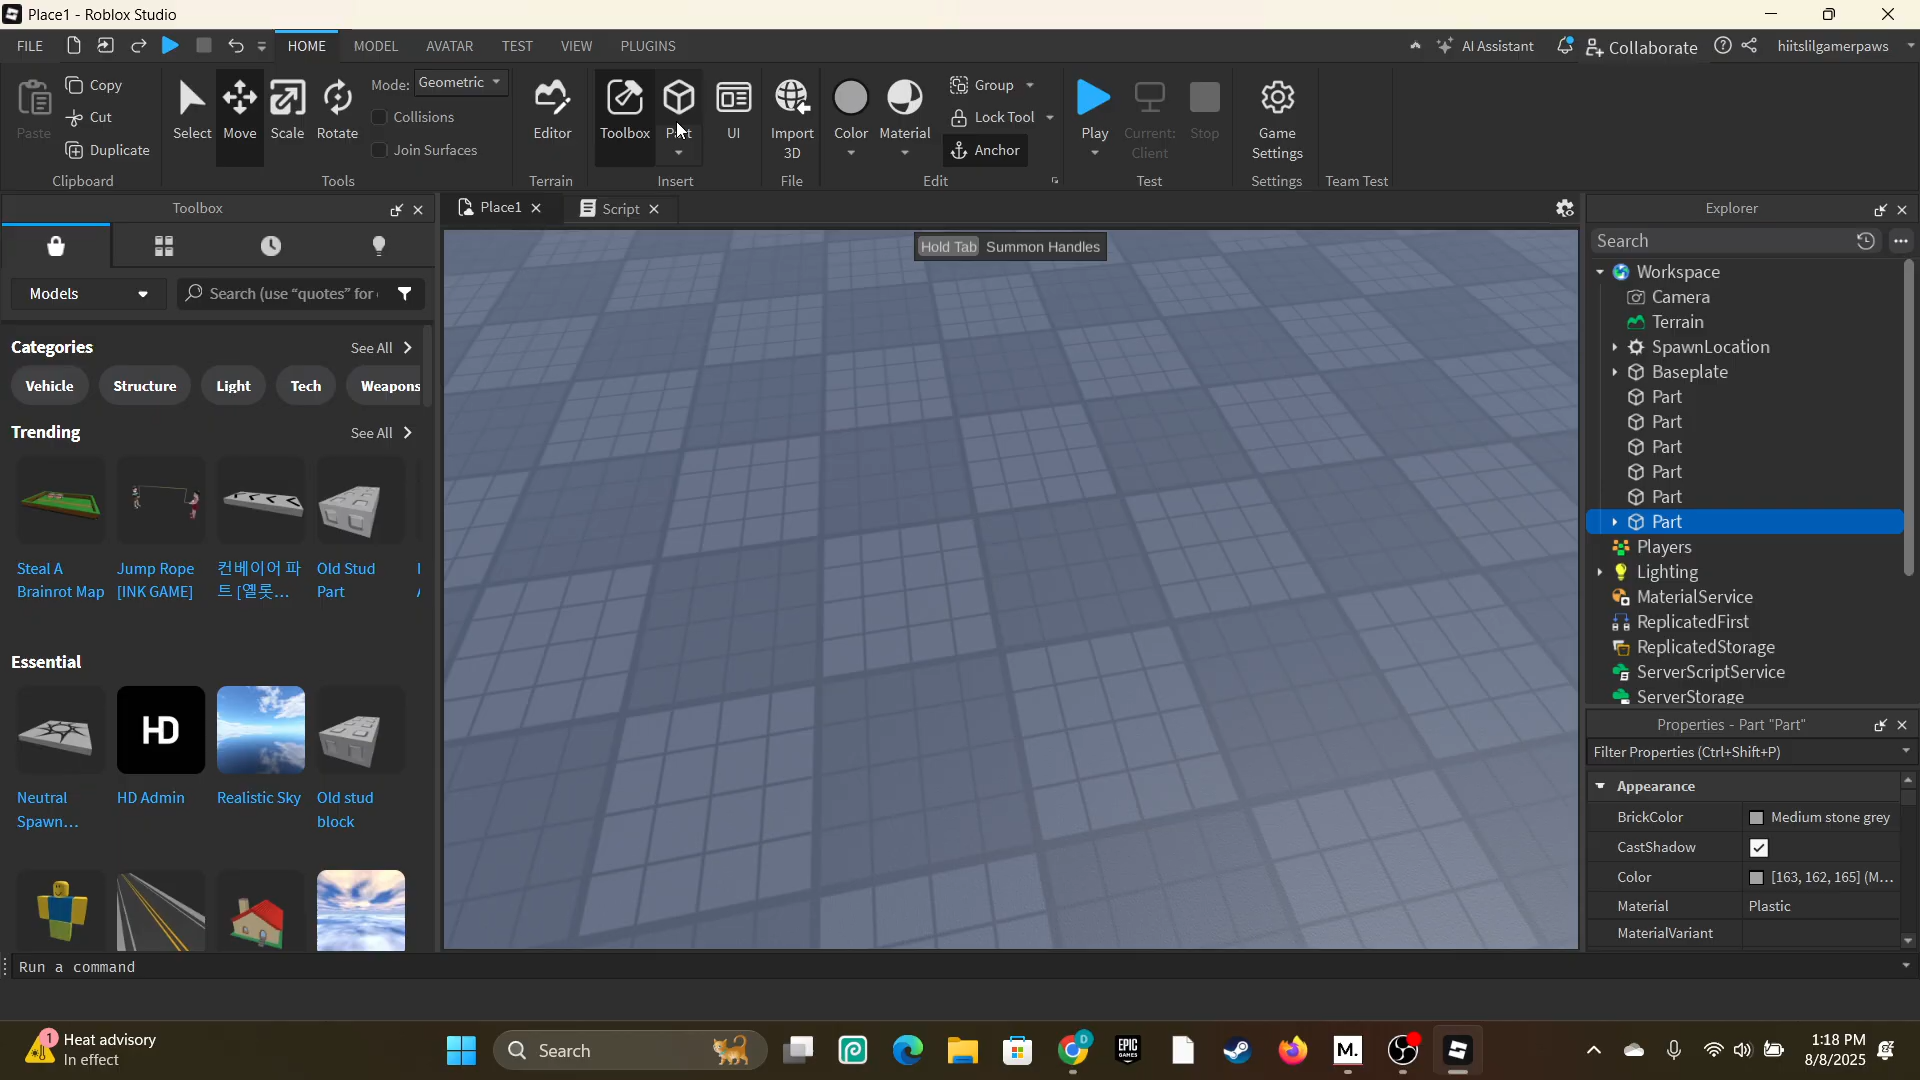 Place1 - Roblox Studio
FILE
HOME
MODEL
AVATAR
TEST
VIEW
PLUGINS
AI Assistant
Collaborate
hiitslilgamerpaws
Paste
Copy
Cut
Duplicate
Clipboard
Select
Move
Scale
Rotate
Mode:
Geometric
Collisions
Join Surfaces
Tools
Editor
Terrain
Toolbox
Part
UI
Insert
Import
3D
File
Color
Material
Group
Lock Tool
Anchor
Edit
Play
Current:
Client
Stop
Test
Game
Settings
Settings
Team Test
Toolbox
Models
Search (use “quotes” for
Categories
See All
Vehicle
Structure
Light
Tech
Weapons
Trending
See All
Steal A
Brainrot Map
Jump Rope
[INK GAME]
컨베이어 파
트 [옐롯...
Old Stud
Part
Essential
HD
Neutral
Spawn...
HD Admin
Realistic Sky
Old stud
block
Place1
Script
Hold Tab Summon Handles
Explorer
Search
Workspace
Camera
Terrain
SpawnLocation
Baseplate
Part
Part
Part
Part
Part
Part
Players
Lighting
MaterialService
ReplicatedFirst
ReplicatedStorage
ServerScriptService
ServerStorage
Properties - Part "Part"
Filter Properties (Ctrl+Shift+P)
Appearance
BrickColor Medium stone grey
CastShadow
Color [163, 162, 165] (M...
Material Plastic
MaterialVariant
Run a command
1
Heat advisory
In effect
Search
D
EPIC
GAMES
M.
1:18 PM
8/8/2025